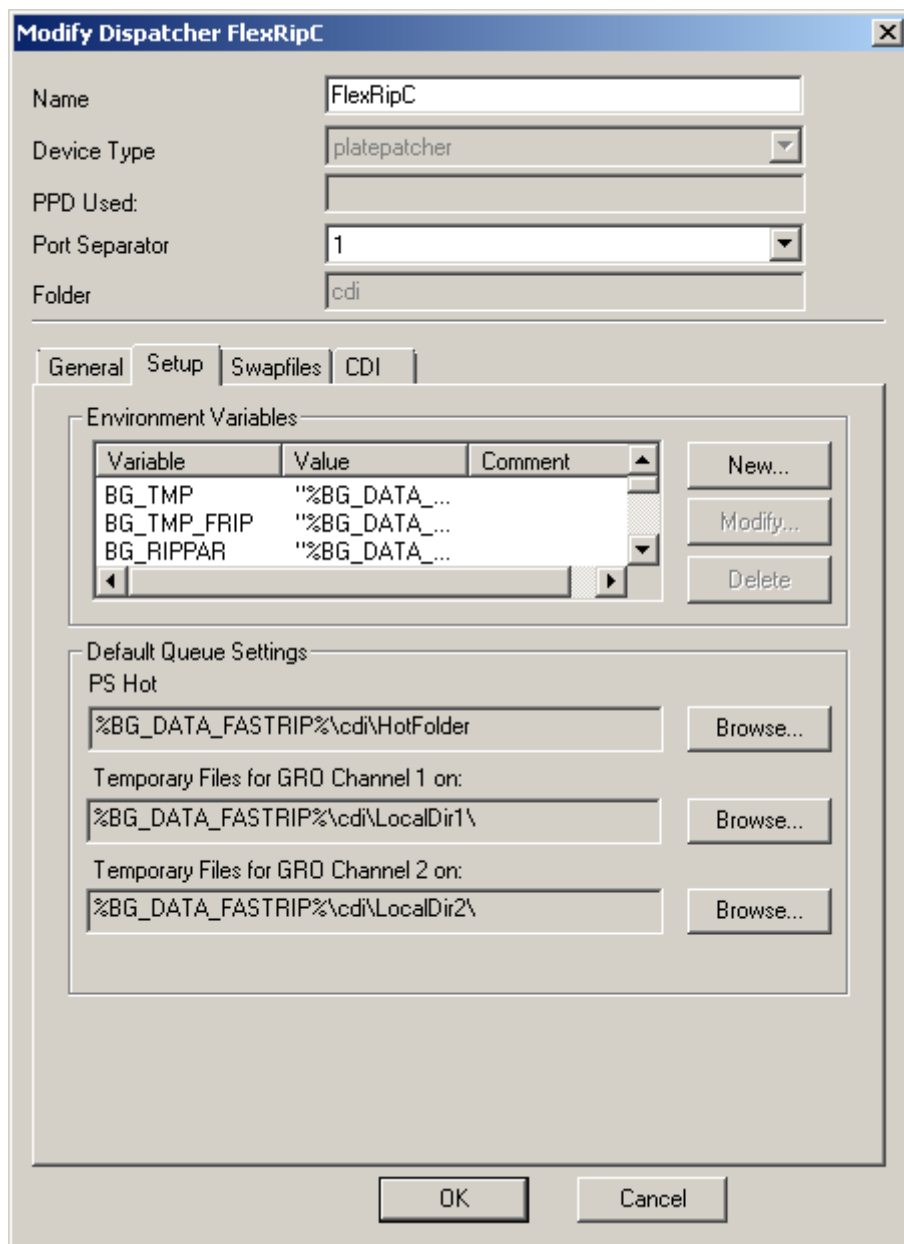 Modify Dispatcher FlexRipC
Name FlexRipC
Device Type platepatcher
PPD Used:
Port Separator 1
Folder cdi
General Setup Swapfiles CDI
Environment Variables
Variable Value Comment
New...
BG_TMP "%BG_DATA_...
BG_TMP_FRIP "%BG_DATA_...
Modify...
BG_RIPPAR "%BG_DATA_...
Delete
Default Queue Settings
PS Hot
%BG_DATA_FASTRIP%\cdi\HotFolder Browse...
Temporary Files for GRO Channel 1 on:
%BG_DATA_FASTRIP%\cdi\LocalDir1\ Browse...
Temporary Files for GRO Channel 2 on:
%BG_DATA_FASTRIP%\cdi\LocalDir2\ Browse...
OK Cancel